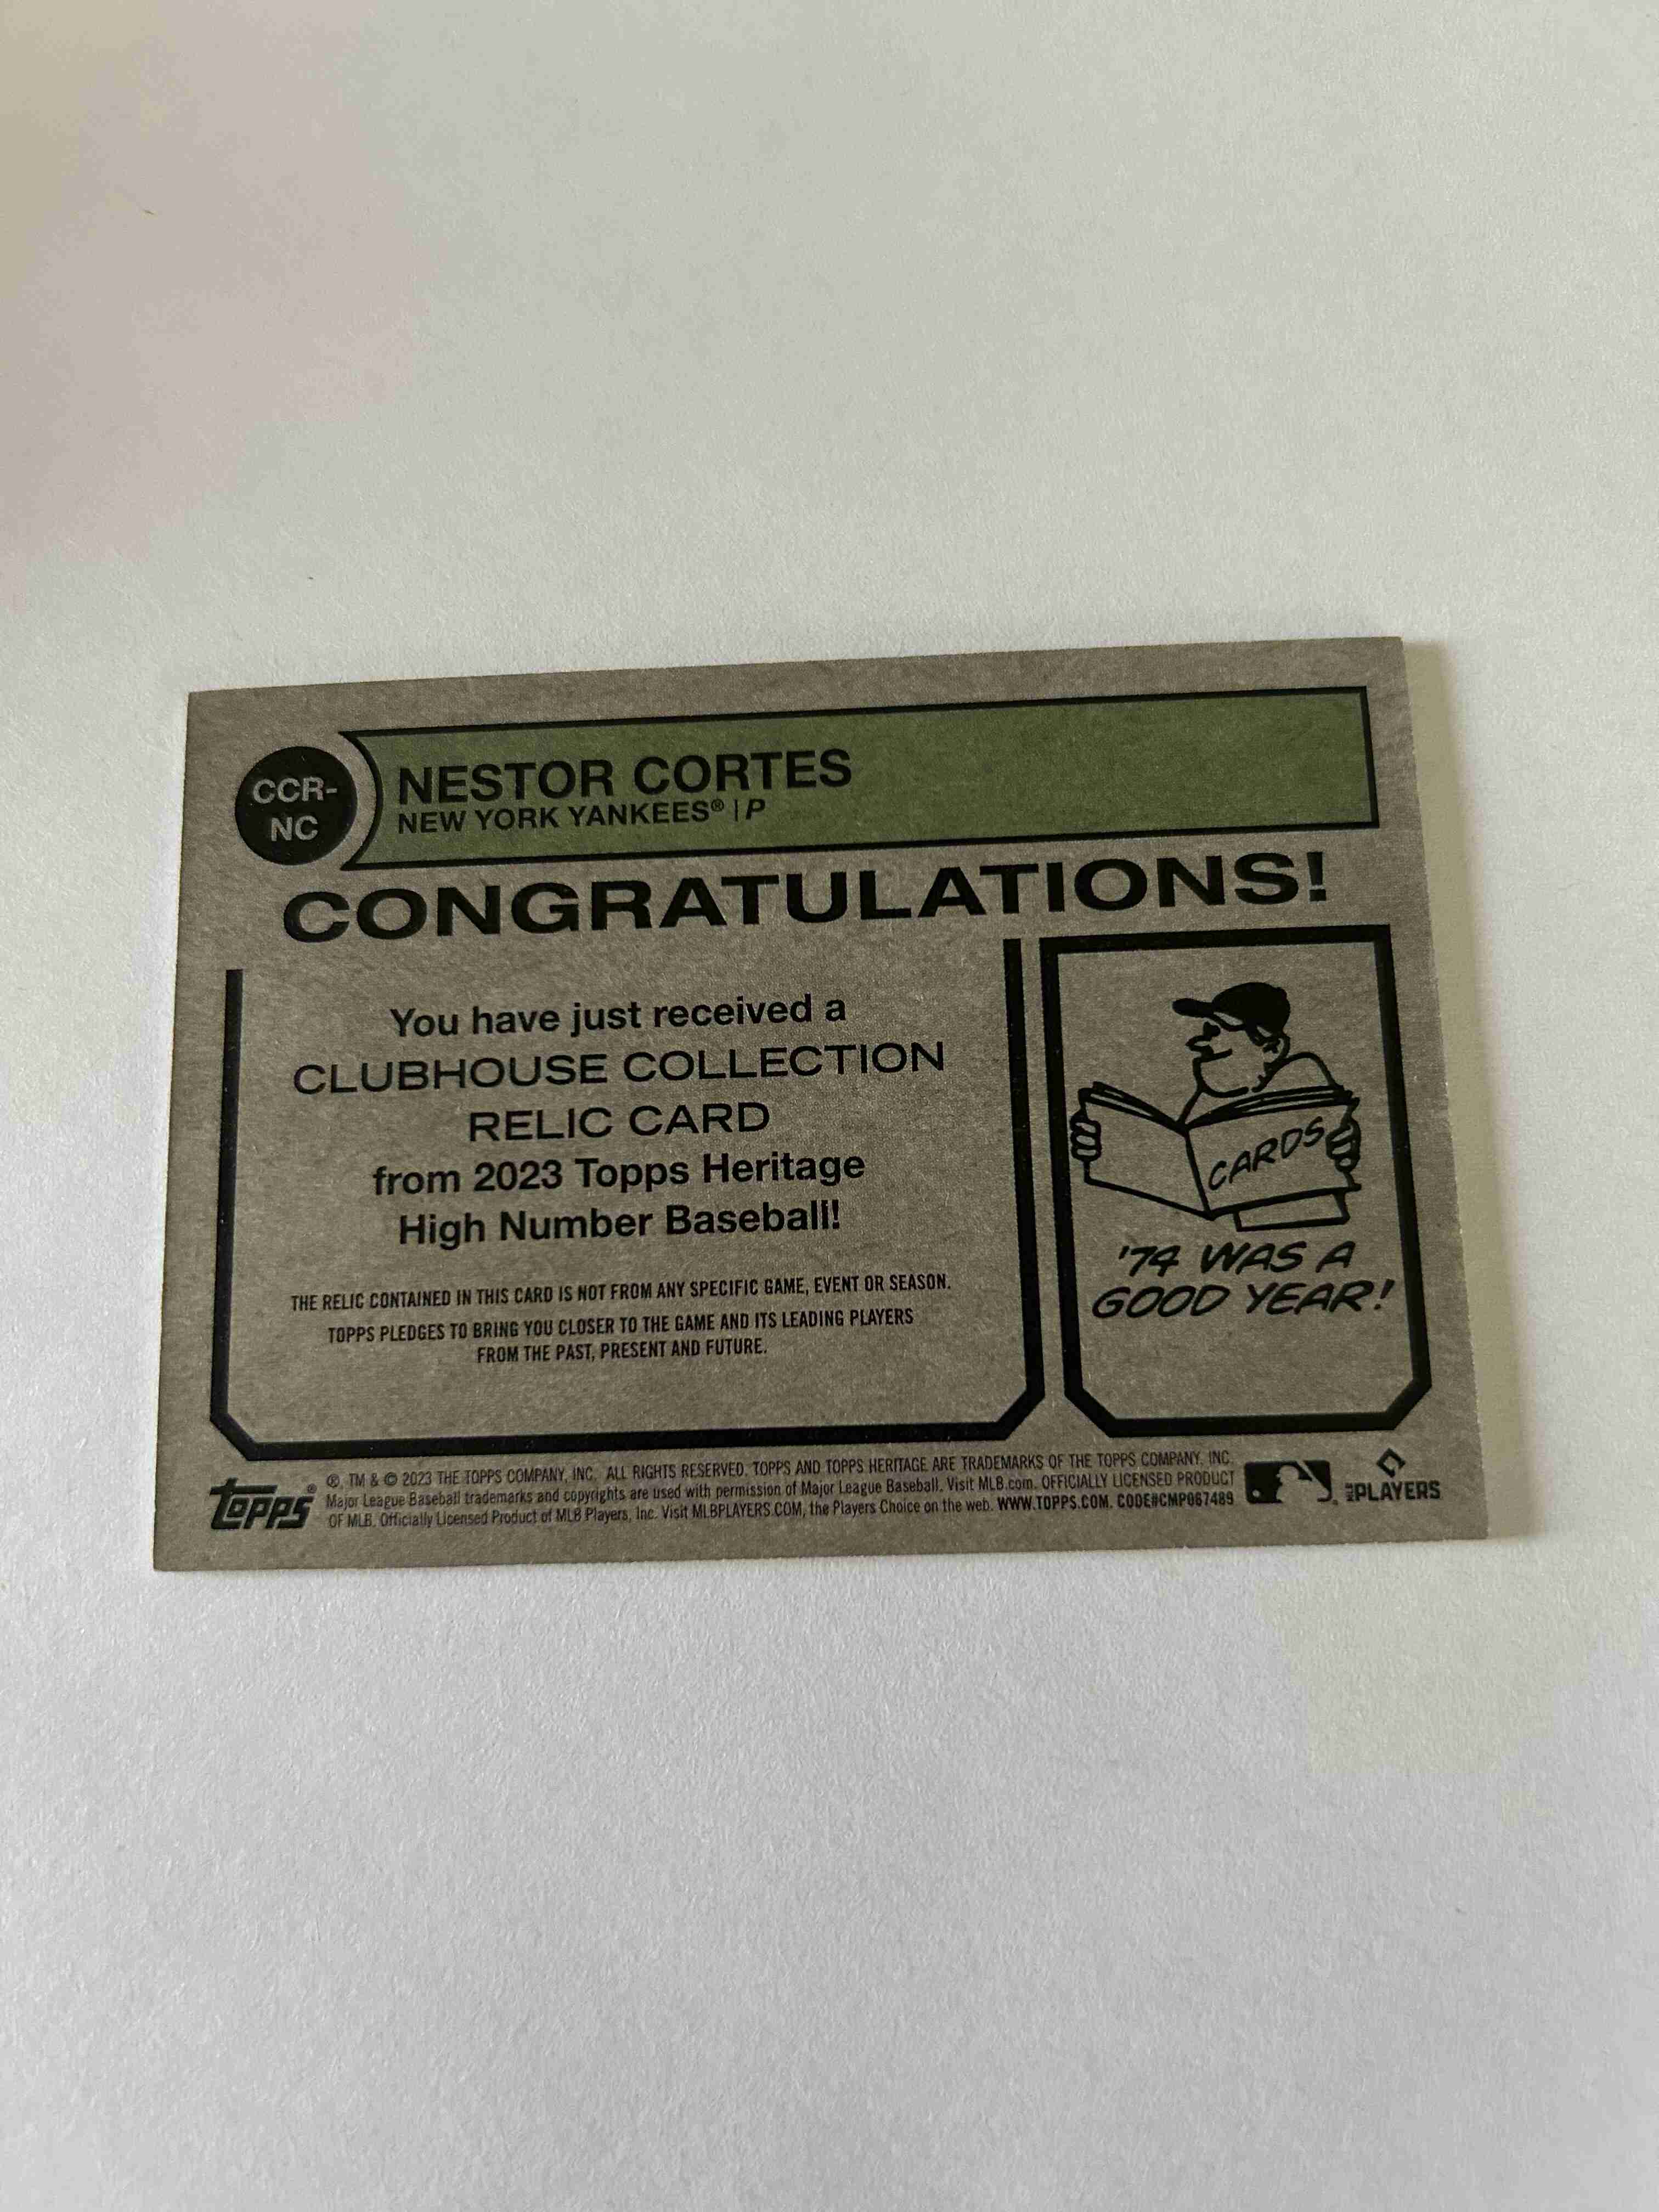 CCR-
NC
NESTOR CORTES
NEW YORK YANKEES® | P
CONGRATULATIONS!
You have just received a
CLUBHOUSE COLLECTION
RELIC CARD
from 2023 Topps Heritage
High Number Baseball!
THE RELIC CONTAINED IN THIS CARD IS NOT FROM ANY SPECIFIC GAME, EVENT OR SEASON.
TOPPS PLEDGES TO BRING YOU CLOSER TO THE GAME AND ITS LEADING PLAYERS
FROM THE PAST, PRESENT AND FUTURE.
CARDS
'74 WAS A
GOOD YEAR!
topps®
®, TM & © 2023 THE TOPPS COMPANY, INC. ALL RIGHTS RESERVED. TOPPS AND TOPPS HERITAGE ARE TRADEMARKS OF THE TOPPS COMPANY, INC.
Major League Baseball trademarks and copyrights are used with permission of Major League Baseball. Visit MLB.com. OFFICIALLY LICENSED PRODUCT
OF MLB. Officially Licensed Product of MLB Players, Inc. Visit MLBPLAYERS.COM, the Players Choice on the web. WWW.TOPPS.COM. CODE#CMP067489
MLB PLAYERS